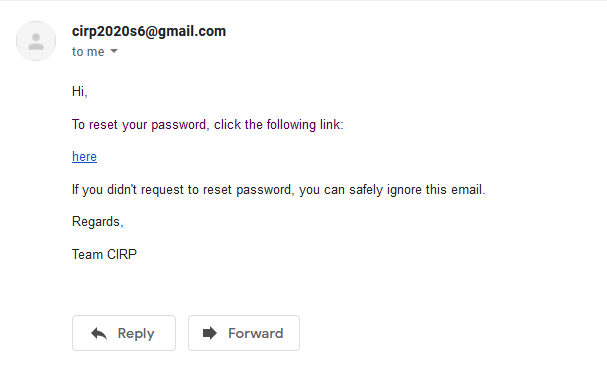 cirp2020s6@gmail.com
to me
Hi,
To reset your password, click the following link:
here
If you didn't request to reset password, you can safely ignore this email.
Regards,
Team CIRP
Reply
Forward